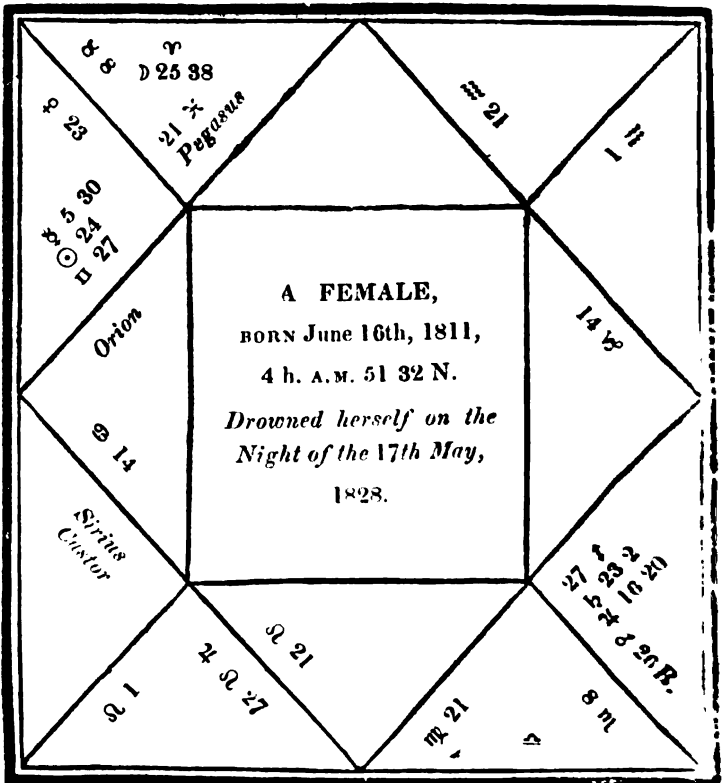 ☿ ♉ ♈
☽ 25 38
21 ♓
Pegasus
♒ 21
1 ♒
♀ 23
☿ 5 30
☉ 24
♊ 27
Orion
14 ♑
A FEMALE,
BORN June 16th, 1811,
4 h. A.M. 51 32 N.
Drowned herself on the
Night of the 17th May,
1828.
♋ 14
Sirius
Castor
27 ♐
♄ 23 2
♃ 16 20
♂ 26 R.
♌ 21
♃ ♌ 27
♌ 1
♍ 21
♎
8 ♏